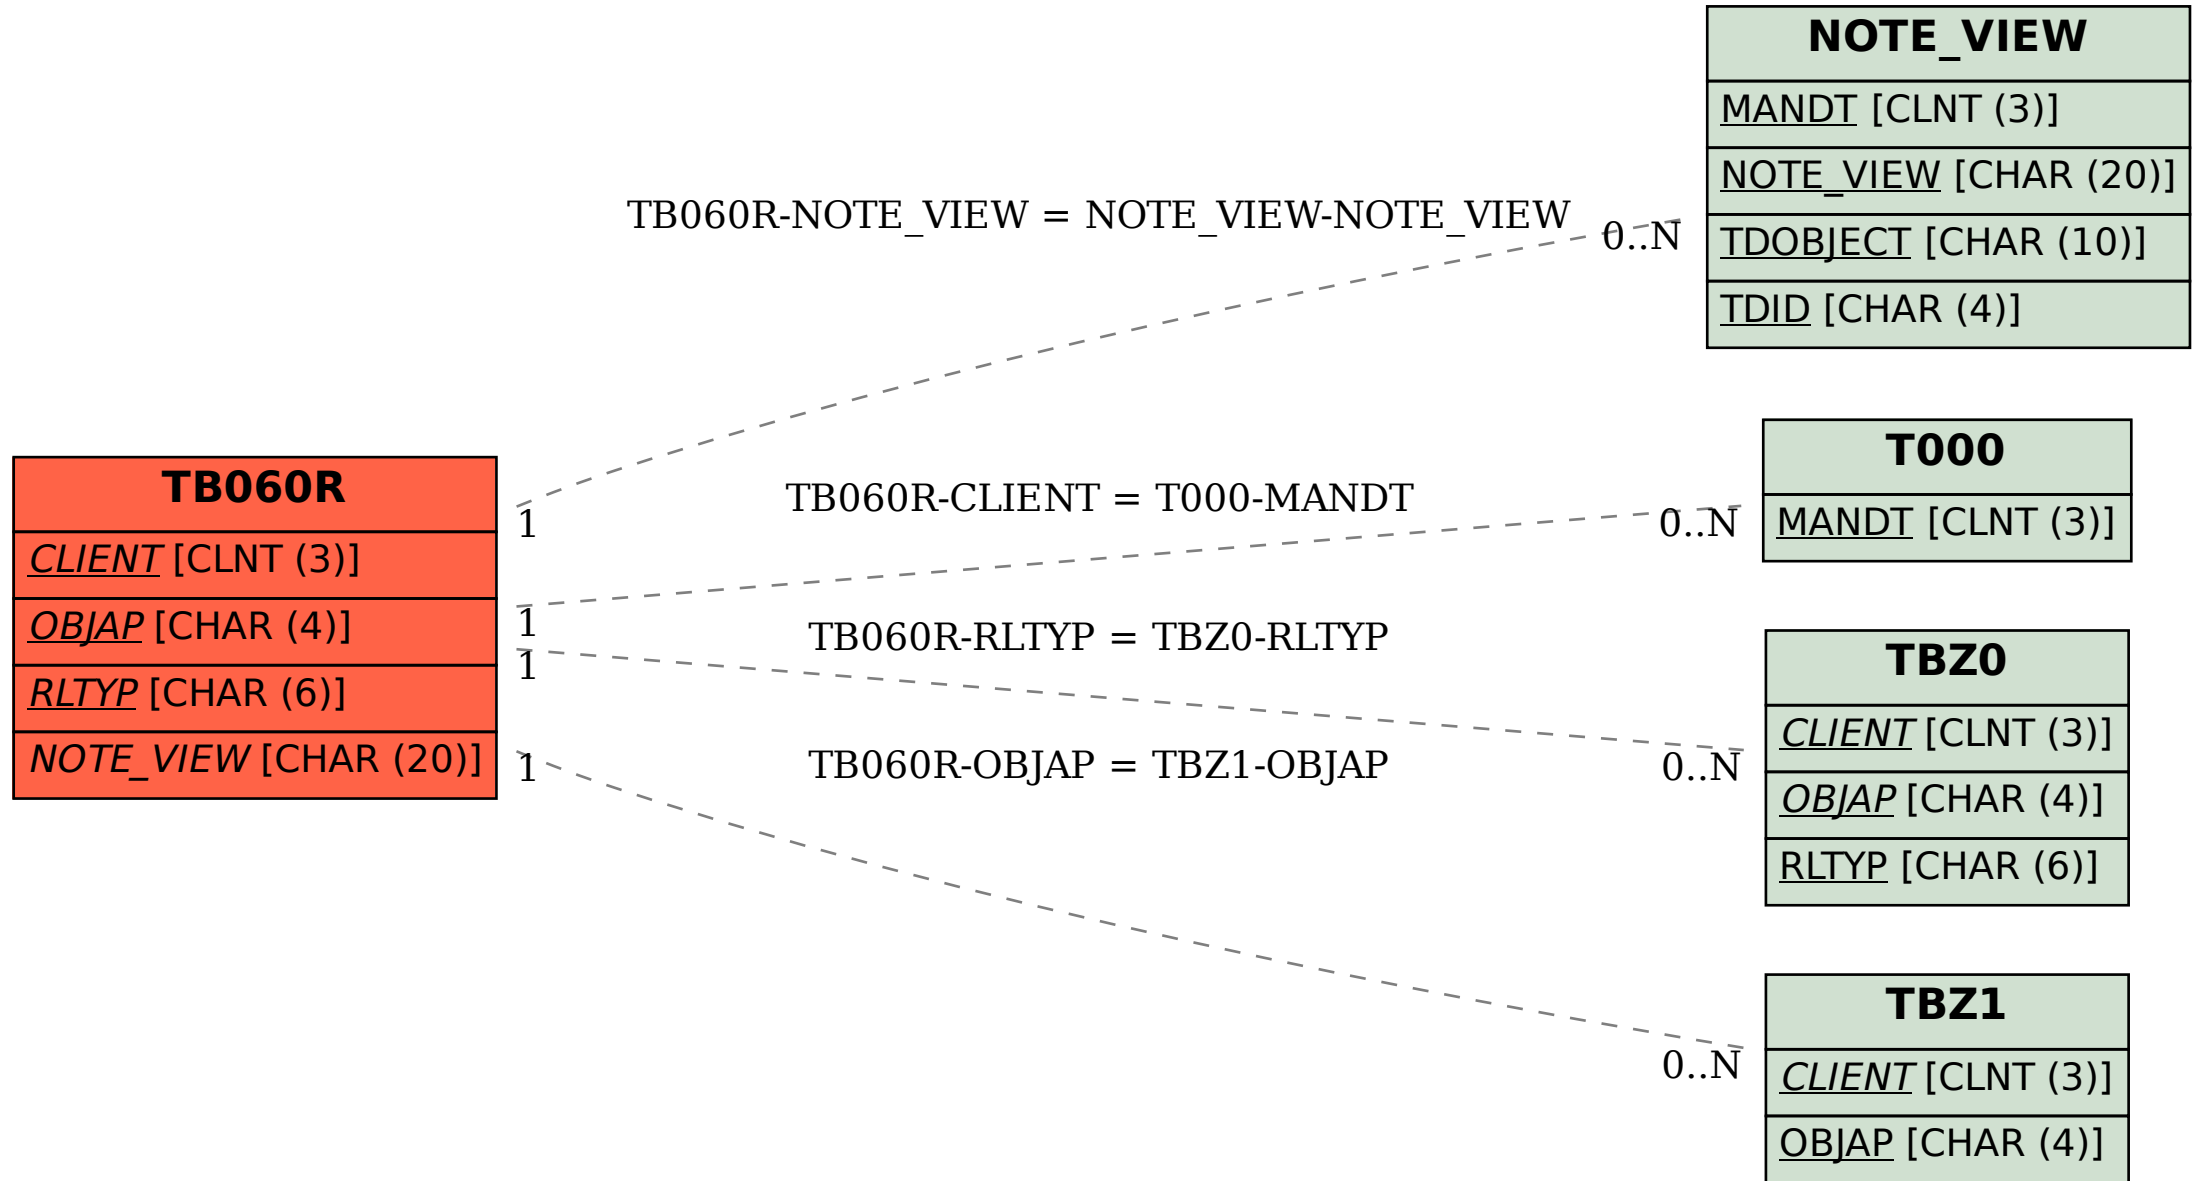 NOTE_VIEW
MANDT [CLNT (3)]
NOTE_VIEW [CHAR (20)]
TDOBJECT [CHAR (10)]
TDID [CHAR (4)]
TB060R-NOTE_VIEW = NOTE_VIEW-NOTE_VIEW
0..N
TB060R
CLIENT [CLNT (3)]
OBJAP [CHAR (4)]
RLTYP [CHAR (6)]
NOTE_VIEW [CHAR (20)]
1
1
1
1
TB060R-CLIENT = T000-MANDT
0..N
T000
MANDT [CLNT (3)]
TB060R-RLTYP = TBZ0-RLTYP
0..N
TBZ0
CLIENT [CLNT (3)]
OBJAP [CHAR (4)]
RLTYP [CHAR (6)]
TB060R-OBJAP = TBZ1-OBJAP
0..N
TBZ1
CLIENT [CLNT (3)]
OBJAP [CHAR (4)]